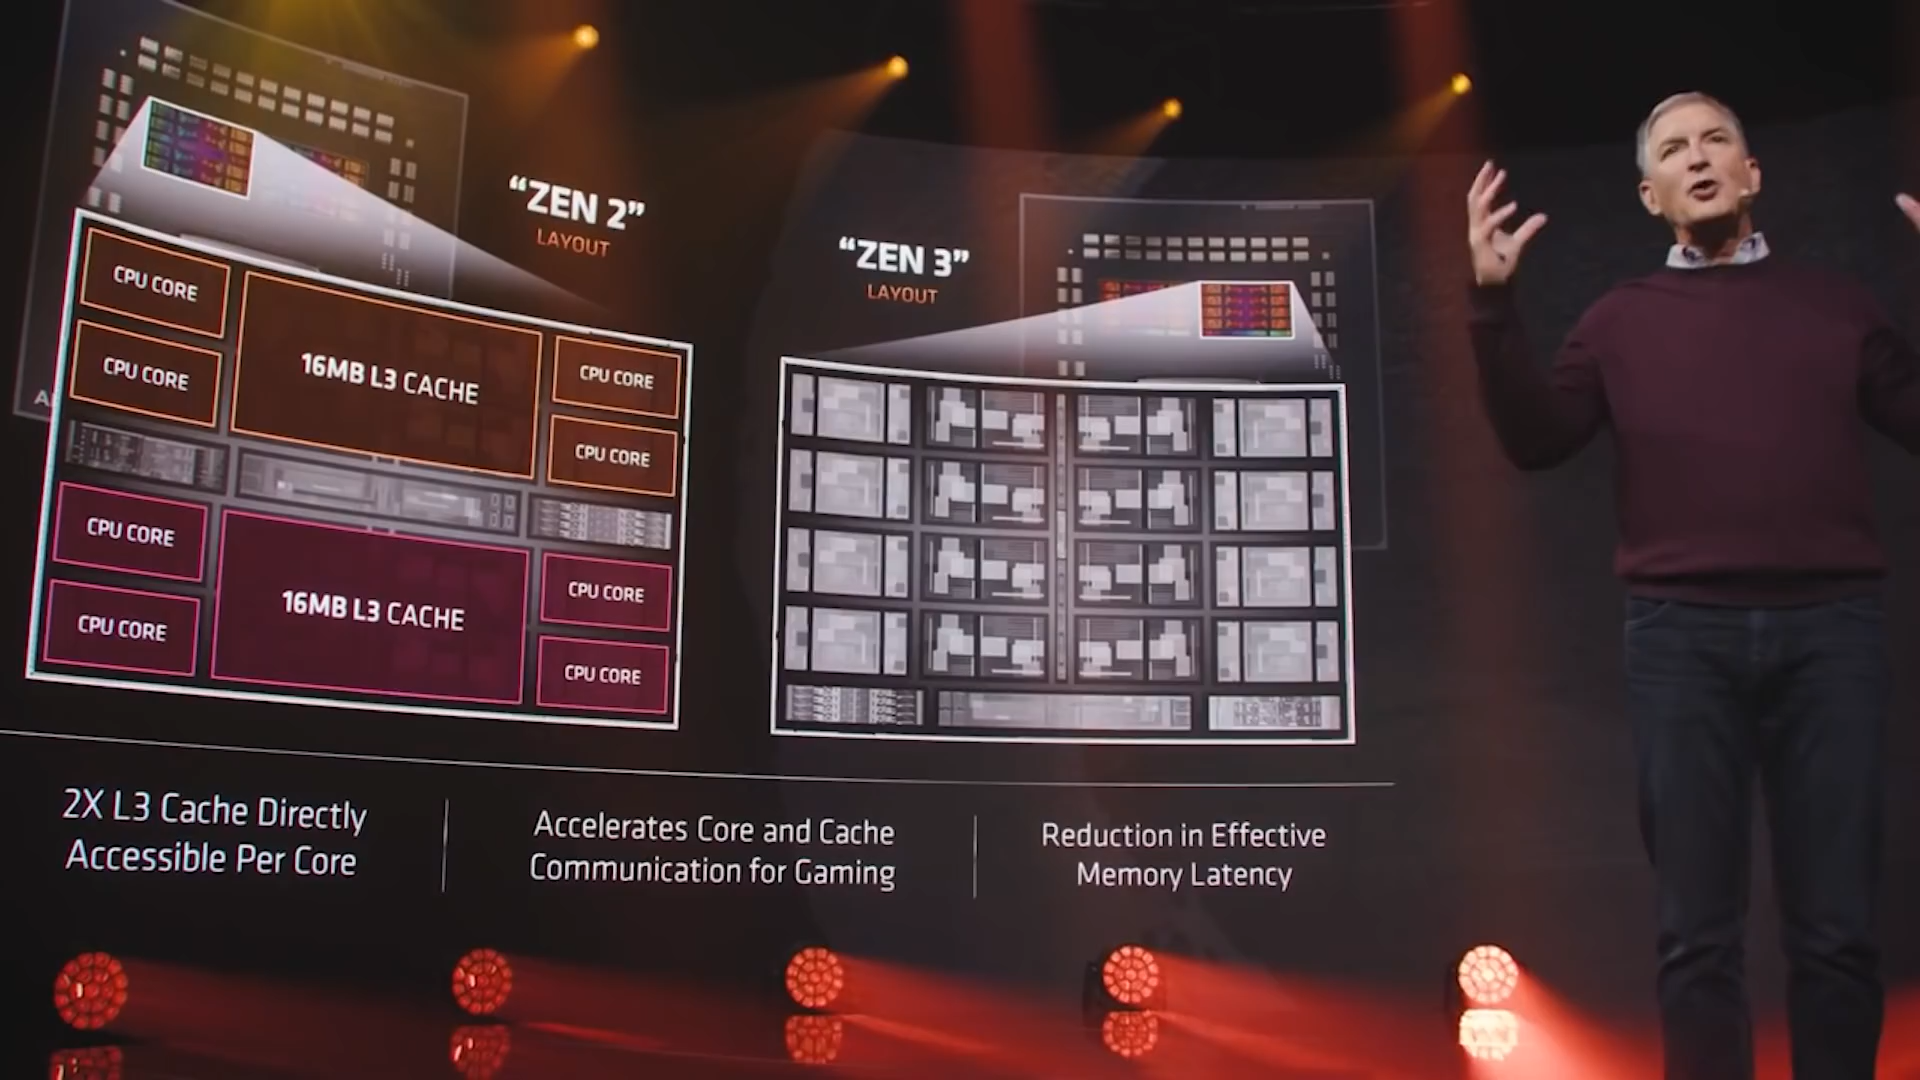 “ZEN 2”
LAYOUT
CPU CORE
CPU CORE
16MB L3 CACHE
CPU CORE
CPU CORE
CPU CORE
CPU CORE
16MB L3 CACHE
CPU CORE
CPU CORE
“ZEN 3”
LAYOUT
2X L3 Cache Directly
Accessible Per Core
Accelerates Core and Cache
Communication for Gaming
Reduction in Effective
Memory Latency